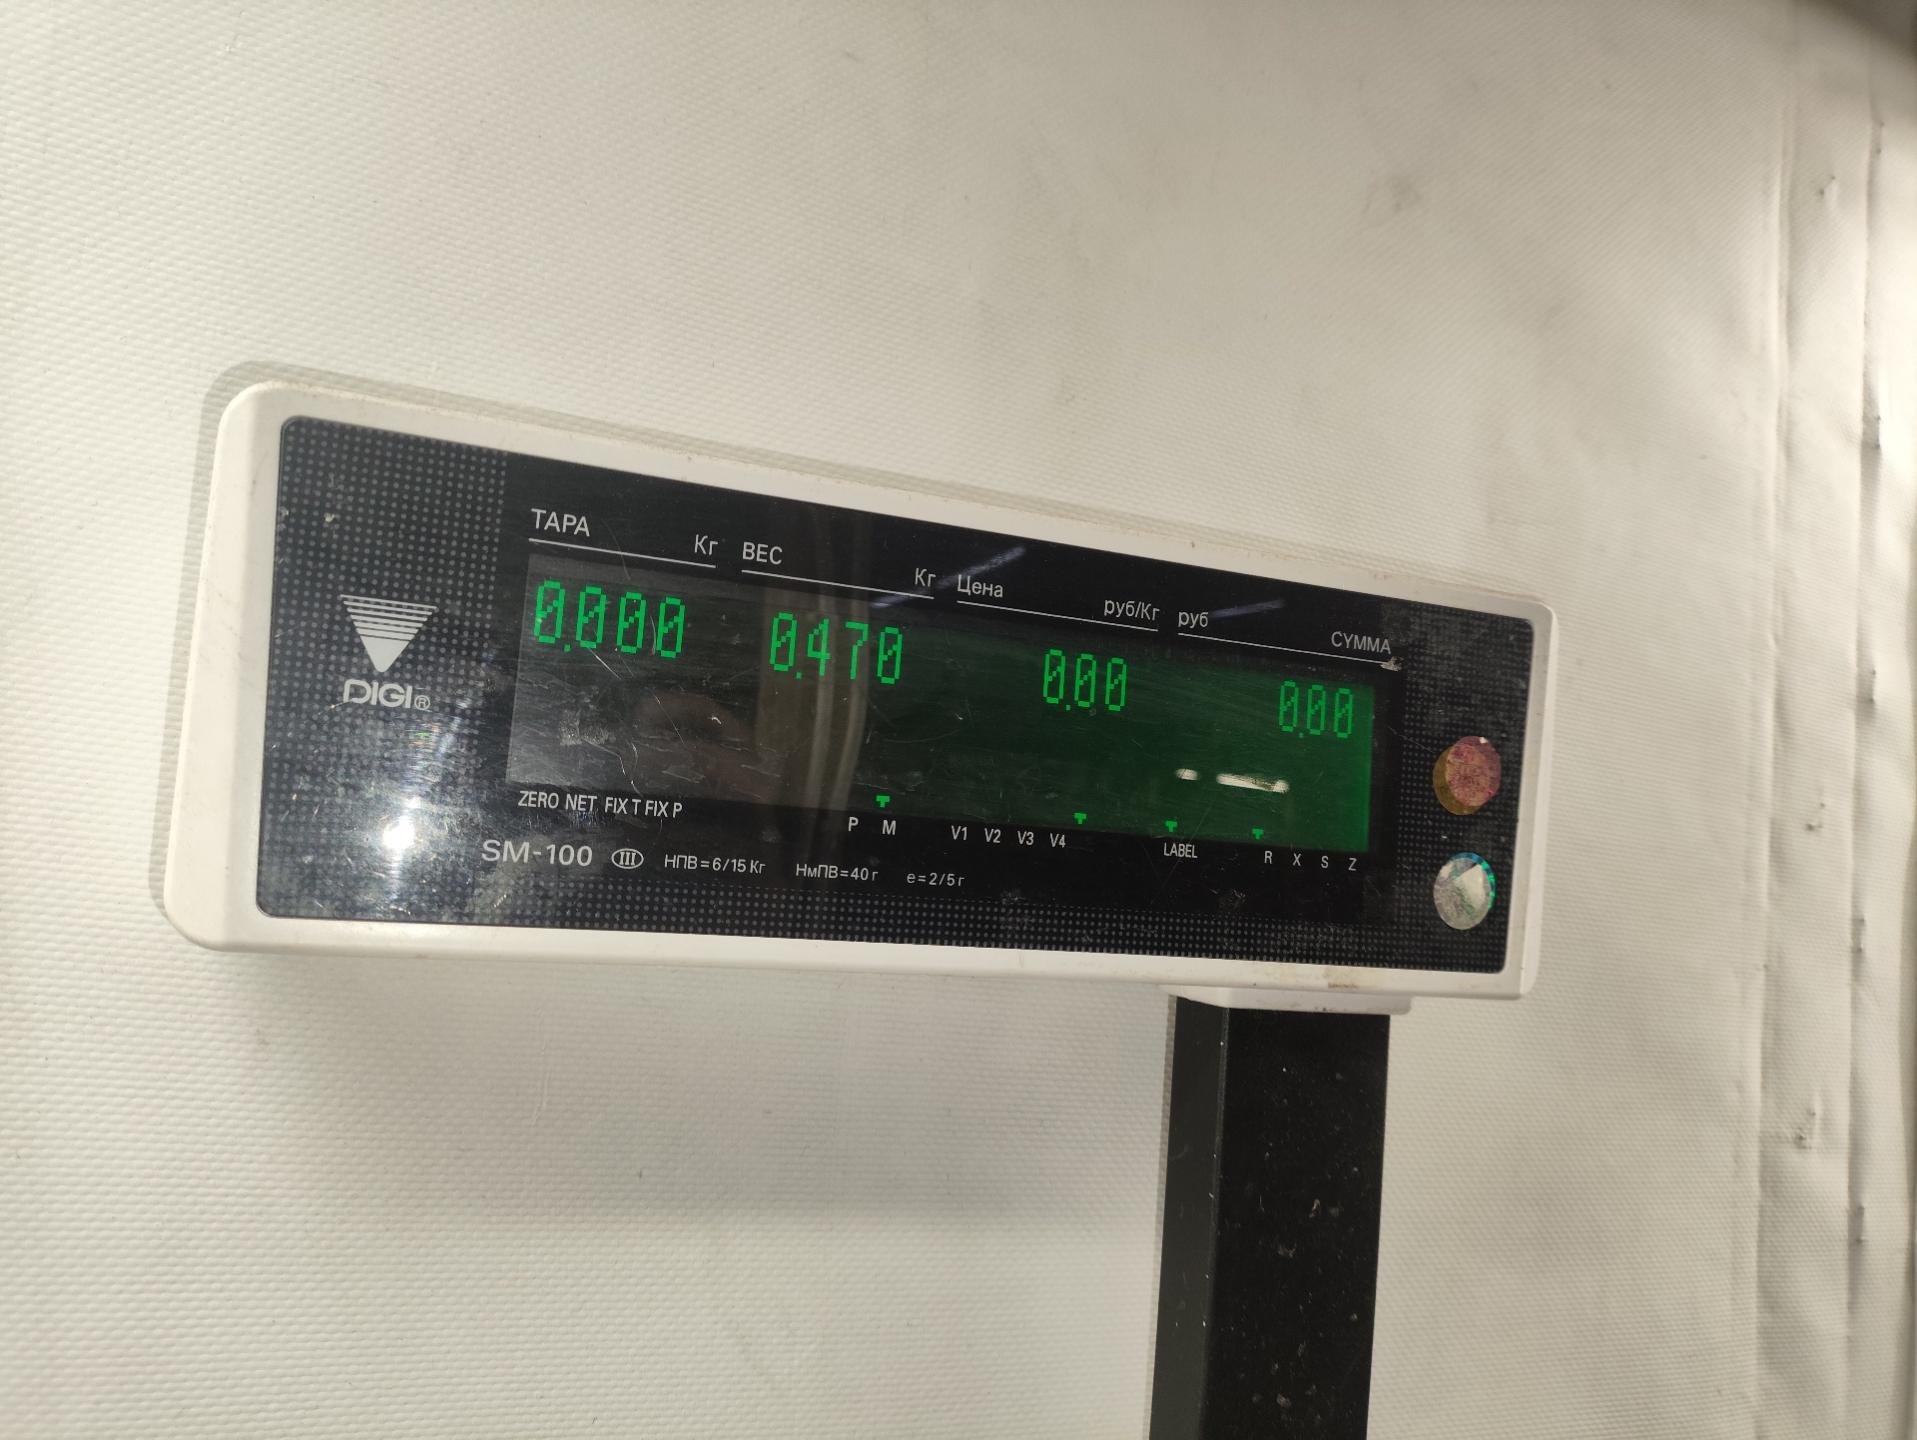 ТАРА Кг ВЕС Кг Цена руб/Кг руб СУММА
0.000 0.470 0.00 0.00
DIGI®
ZERO NET FIX T FIX P P M V1 V2 V3 V4 LABEL R X S Z
SM-100 III НПВ=6/15 Кг НмПВ=40 г е=2/5 г